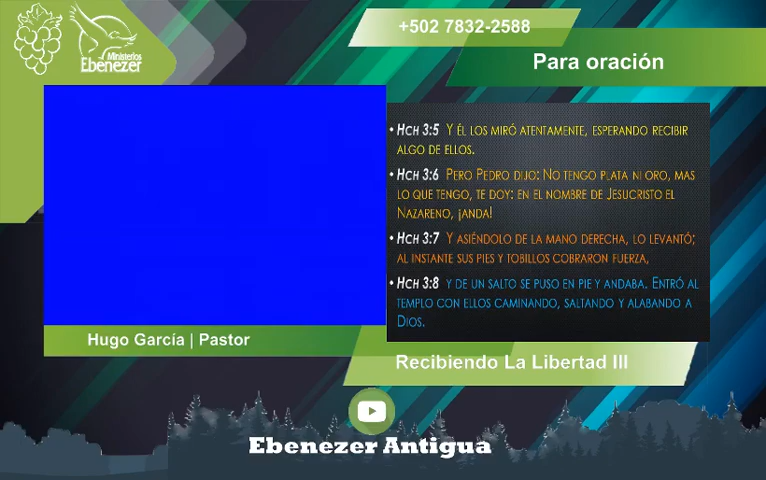 +502 7832-2588
Ministerios
Ebenezer
Para oración
• Hch 3:5 Y ÉL LOS MIRÓ ATENTAMENTE, ESPERANDO RECIBIR
ALGO DE ELLOS.
• Hch 3:6 PERO PEDRO DIJO: NO TENGO PLATA NI ORO, MAS
LO QUE TENGO, TE DOY: EN EL NOMBRE DE JESUCRISTO EL
NAZARENO, ¡ANDA!
• Hch 3:7 Y ASIÉNDOLO DE LA MANO DERECHA, LO LEVANTÓ;
AL INSTANTE SUS PIES Y TOBILLOS COBRARON FUERZA,
• Hch 3:8 Y DE UN SALTO SE PUSO EN PIE Y ANDABA. ENTRÓ AL
TEMPLO CON ELLOS CAMINANDO, SALTANDO Y ALABANDO A
DIOS.
Hugo García | Pastor
Recibiendo La Libertad III
Ebenezer Antigua